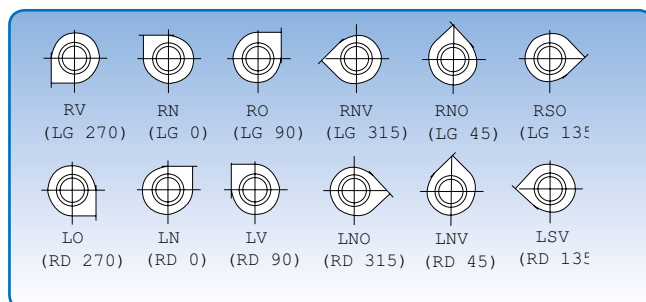 RV RN RO RNV RNO RSO
(LG 270) (LG 0) (LG 90) (LG 315) (LG 45) (LG 135
LO LN LV LNO LNV LSV
(RD 270) (RD 0) (RD 90) (RD 315) (RD 45) (RD 135